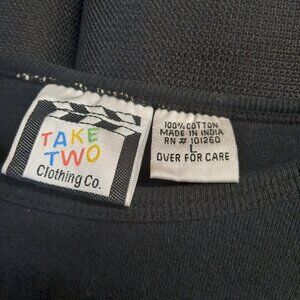 TAKE
TWO
Clothing Co.
100% COTTON
MADE IN INDIA
RN # 101260
L
OVER FOR CARE